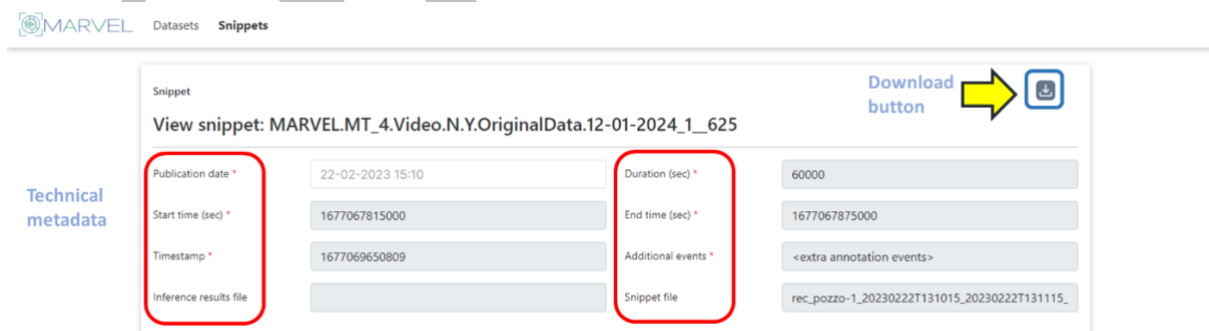 MARVEL Datasets Snippets
Snippet
Download button
View snippet: MARVEL.MT_4.Video.N.Y.OriginalData.12-01-2024_1__625
Technical metadata
Publication date * 22-02-2023 15:10 Duration (sec) * 60000
Start time (sec) * 1677067815000 End time (sec) * 1677067875000
Timestamp * 1677069650809 Additional events * <extra annotation events>
Inference results file Snippet file rec_pozzo-1_20230222T131015_20230222T131115_